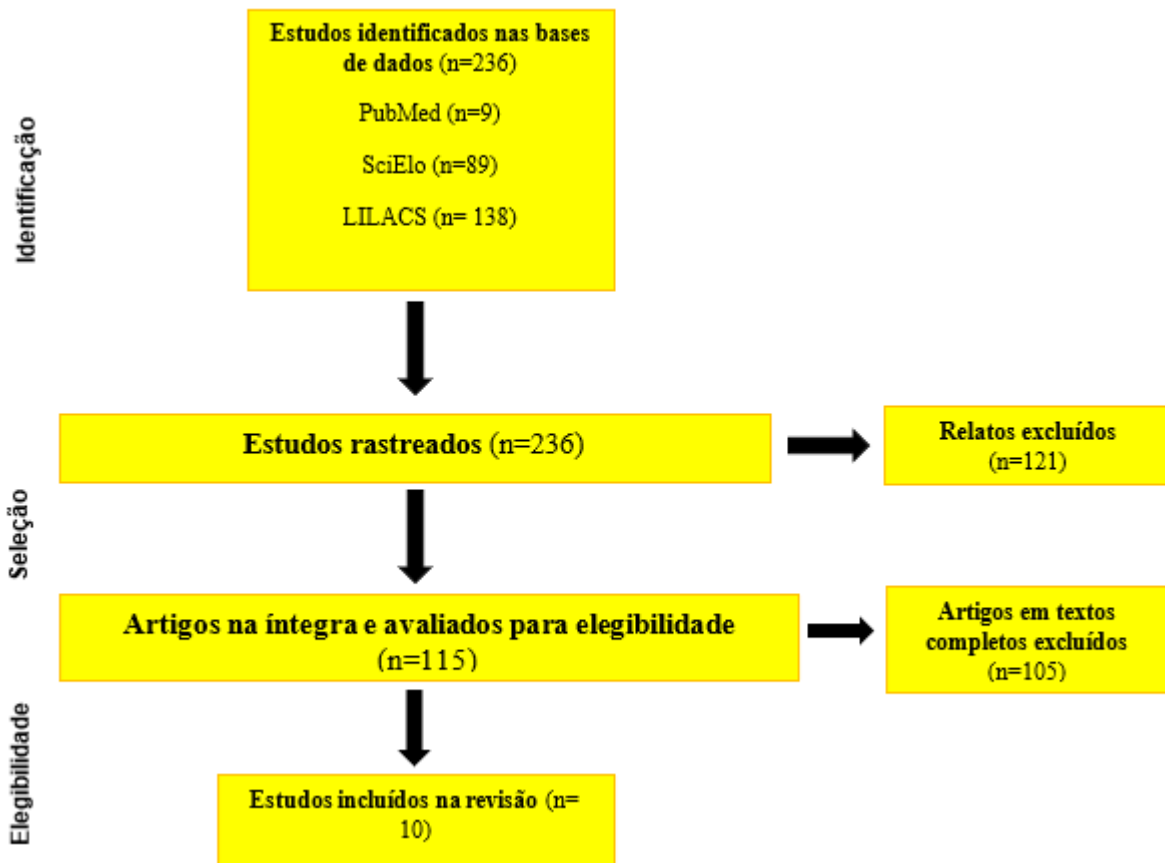 Identificação
Estudos identificados nas bases
de dados (n=236)
PubMed (n=9)
SciElo (n=89)
LILACS (n= 138)
Estudos rastreados (n=236)
Relatos excluídos
(n=121)
Seleção
Artigos na íntegra e avaliados para elegibilidade
(n=115)
Artigos em textos
completos excluídos
(n=105)
Elegibilidade
Estudos incluídos na revisão (n=
10)